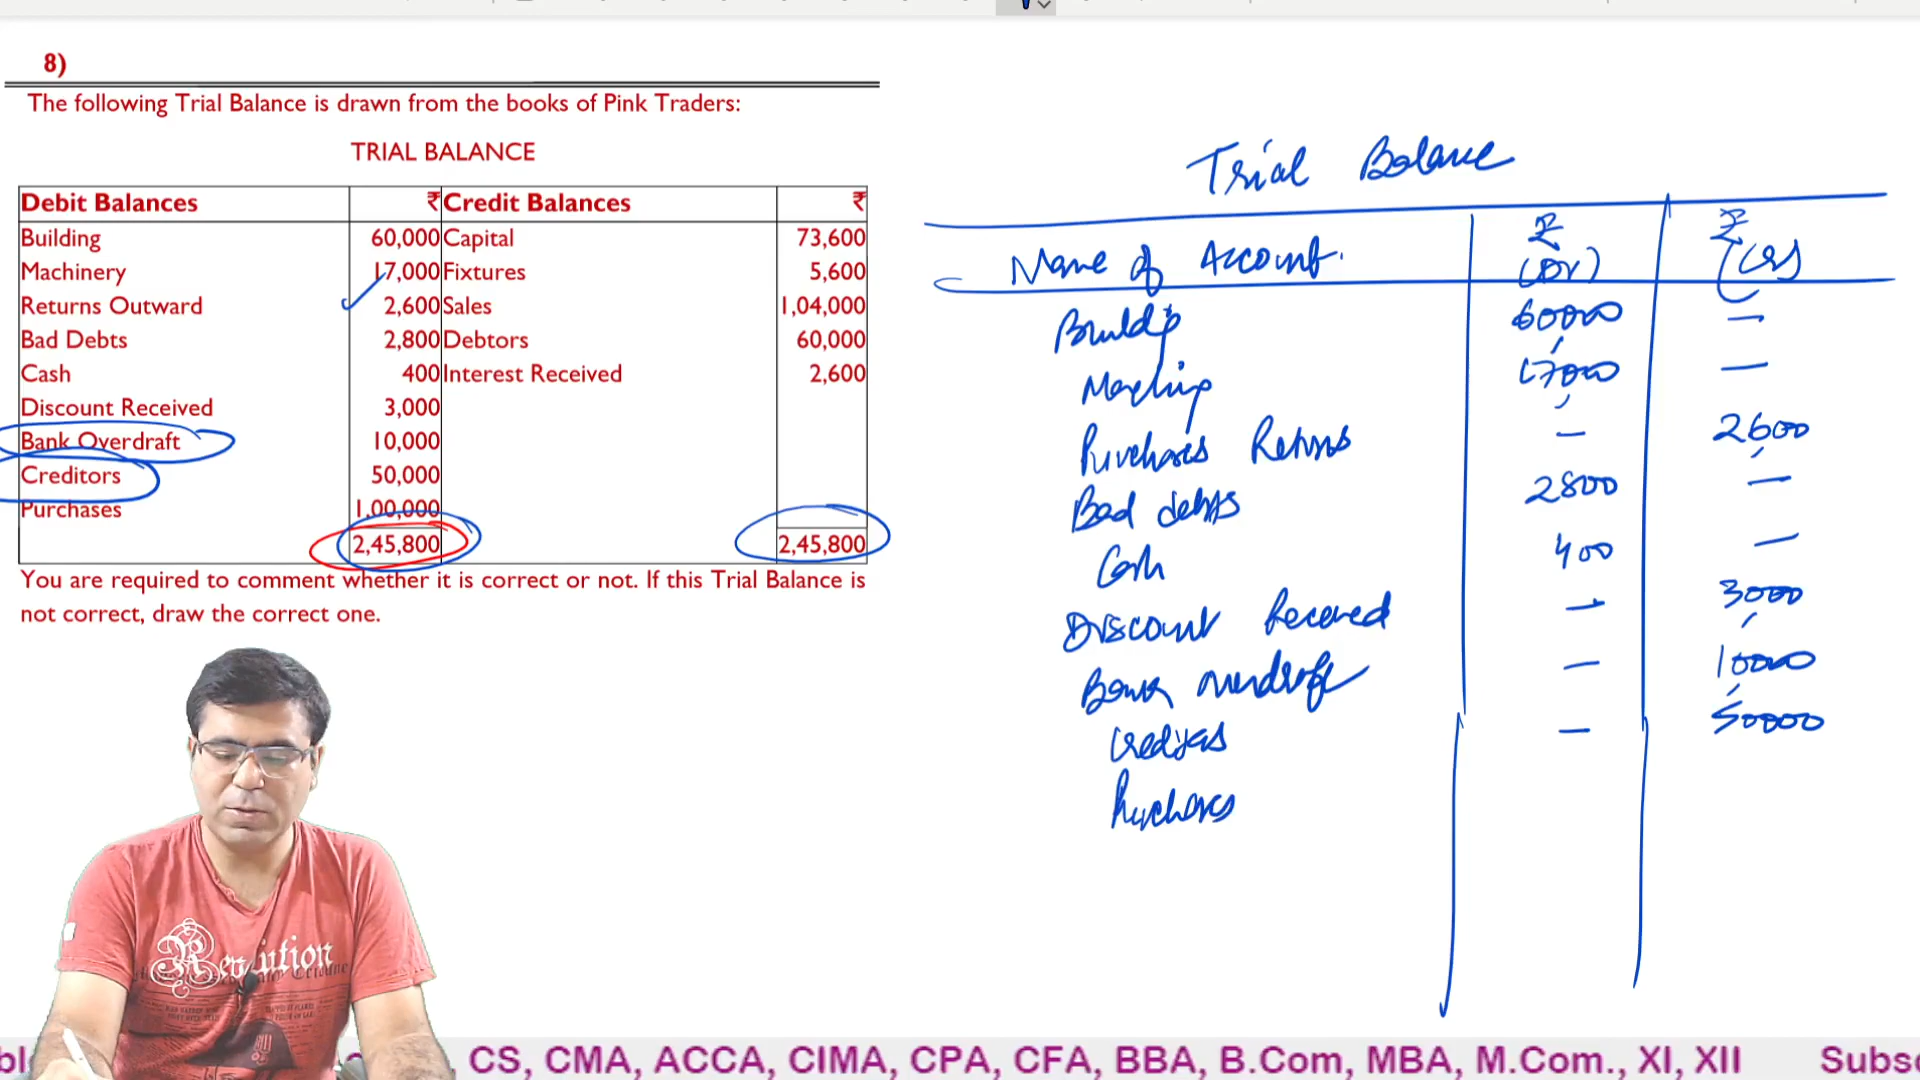 8)
The following Trial Balance is drawn from the books of Pink Traders:
TRIAL BALANCE
Debit Balances ₹ Credit Balances ₹
Building 60,000 Capital 73,600
Machinery 17,000 Fixtures 5,600
Returns Outward 2,600 Sales 1,04,000
Bad Debts 2,800 Debtors 60,000
Cash 400 Interest Received 2,600
Discount Received 3,000
Bank Overdraft 10,000
Creditors 50,000
Purchases 1,00,000
2,45,800 2,45,800
You are required to comment whether it is correct or not. If this Trial Balance is
not correct, draw the correct one.
Trial Balance
Name of Account. ₹ (Dr) ₹ (Cr)
Building 60000 —
Machinery 17000 —
Purchases Returns — 2600
Bad debts 2800 —
Cash 400 —
Discount Received — 3000
Bank overdraft — 10000
Creditors — 50000
Purchases
Revolution
CS, CMA, ACCA, CIMA, CPA, CFA, BBA, B.Com, MBA, M.Com., XI, XII Subsc